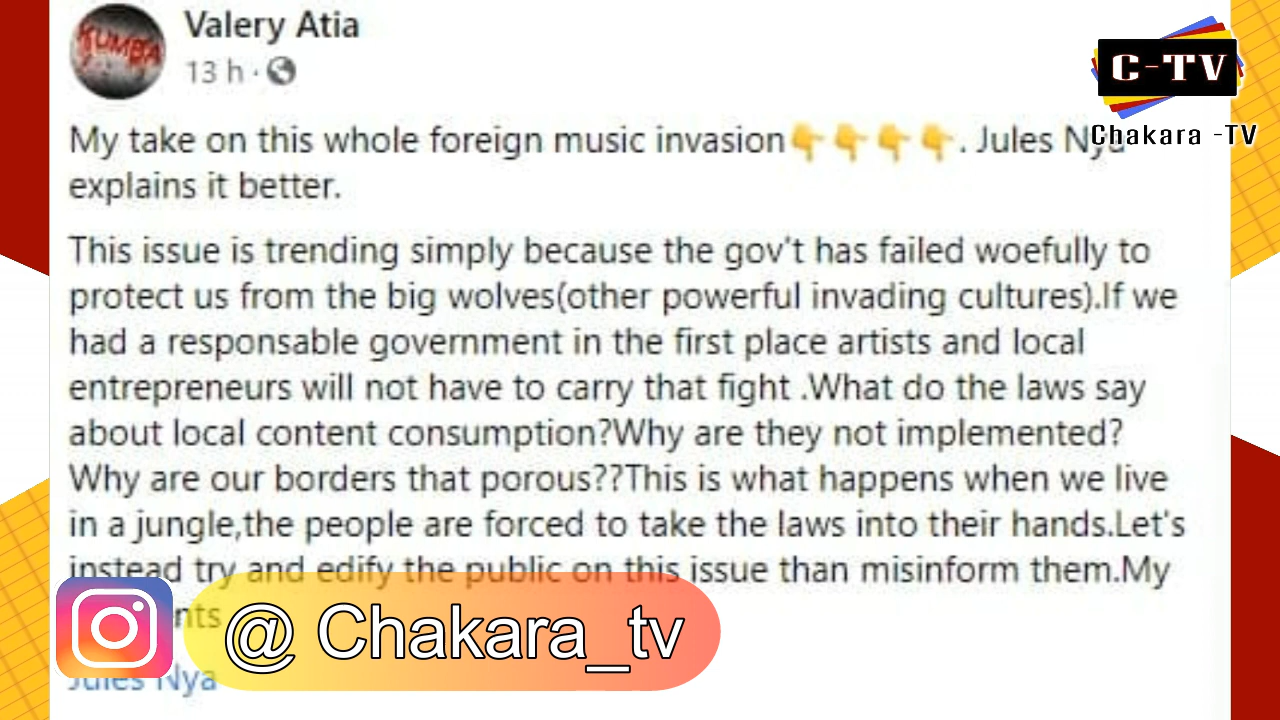 KUMBA
Valery Atia
13 h ·
C-TV
Chakara -TV
My take on this whole foreign music invasion👇👇👇👇. Jules Nya
explains it better.
This issue is trending simply because the gov't has failed woefully to
protect us from the big wolves(other powerful invading cultures).If we
had a responsable government in the first place artists and local
entrepreneurs will not have to carry that fight .What do the laws say
about local content consumption?Why are they not implemented?
Why are our borders that porous??This is what happens when we live
in a jungle,the people are forced to take the laws into their hands.Let's
instead try and edify the public on this issue than misinform them.My
@ Chakara_tv
Jules Nya